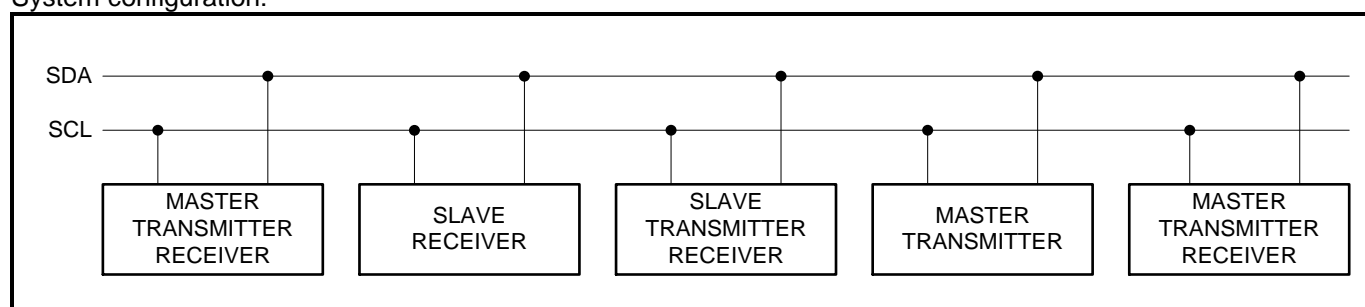 System configuration:
SDA
SCL
MASTER
TRANSMITTER
RECEIVER
SLAVE
RECEIVER
SLAVE
TRANSMITTER
RECEIVER
MASTER
TRANSMITTER
MASTER
TRANSMITTER
RECEIVER